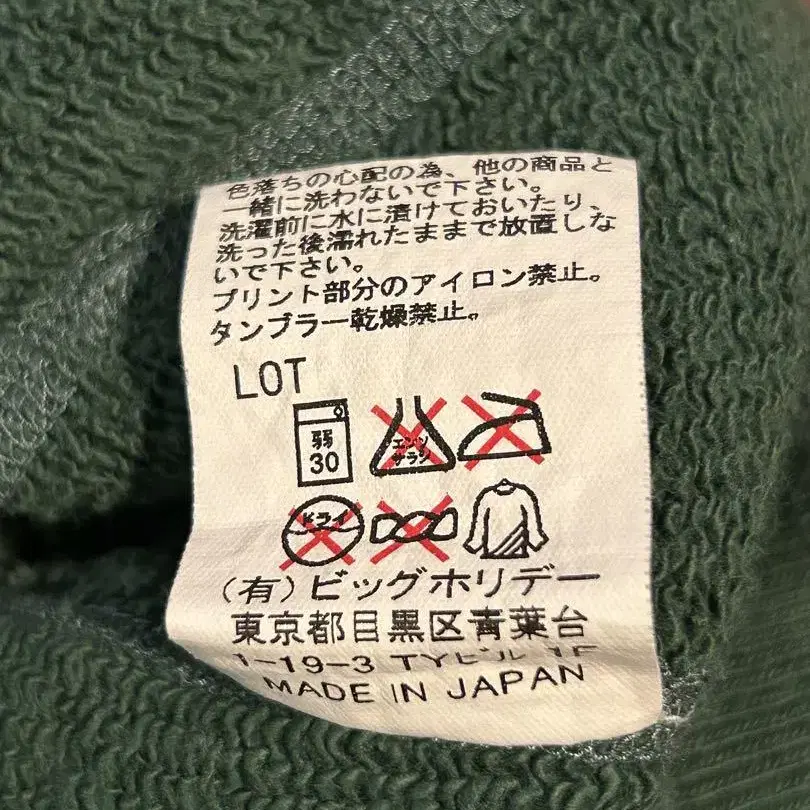 色落ちの心配の為、他の商品と
一緒に洗わないで下さい。
洗濯前に水に漬けておいたり、
洗った後濡れたままで放置しな
いで下さい。
プリント部分のアイロン禁止。
タンブラー乾燥禁止。
LOT
弱
30
エンソ
サラシ
ドライ
(有)ビッグホリデー
東京都目黒区青葉台
1-19-3 TYビル 1F
MADE IN JAPAN